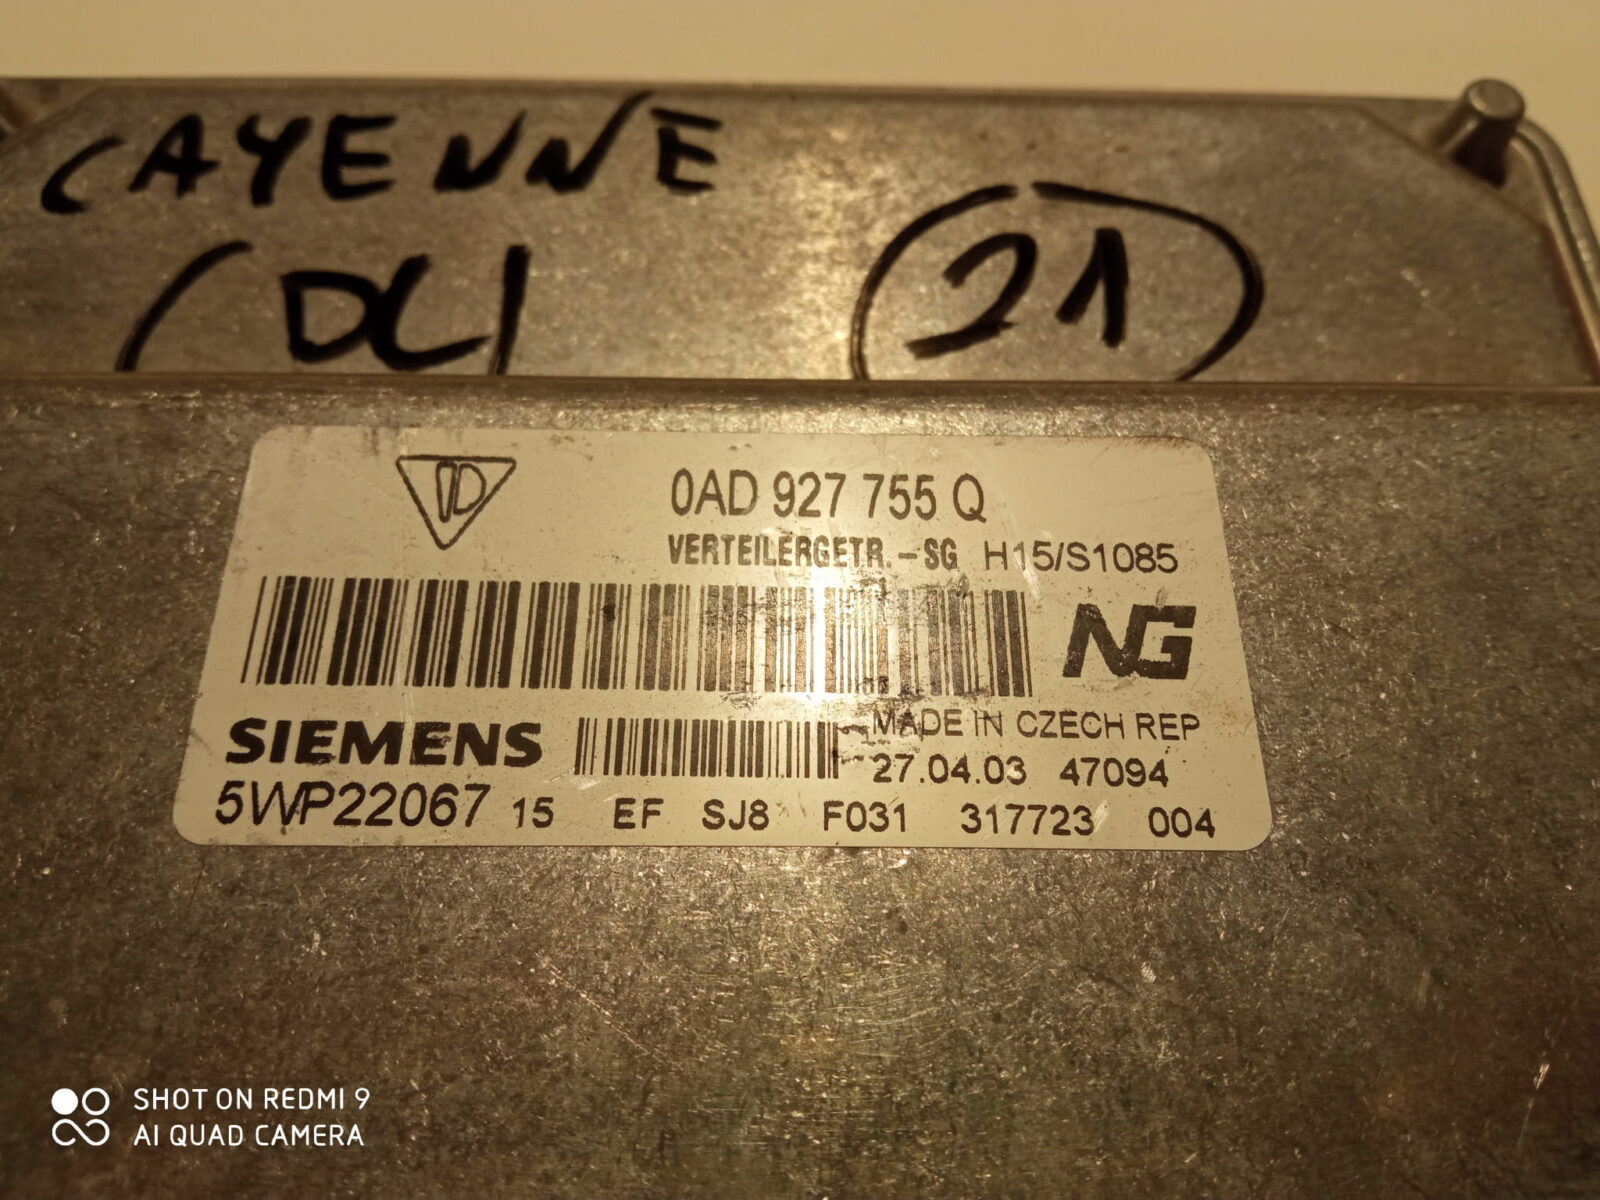 CAYENNE
21
0AD 927 755 Q
VERTEILERGETR.-SG H15/S1085
NG
SIEMENS
MADE IN CZECH REP
27.04.03 47094
5WP22067 15 EF SJ8 F031 317723 004
SHOT ON REDMI 9
AI QUAD CAMERA